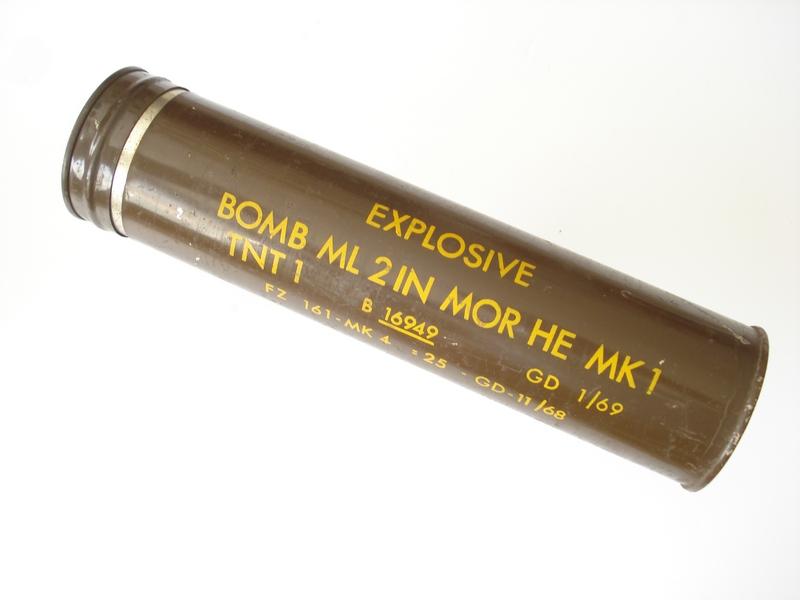 EXPLOSIVE
BOMB ML 2IN MOR HE MK1
TNT 1
B 16949 GD 1/69
FZ 161-MK 4 = 25 - GD-11/68